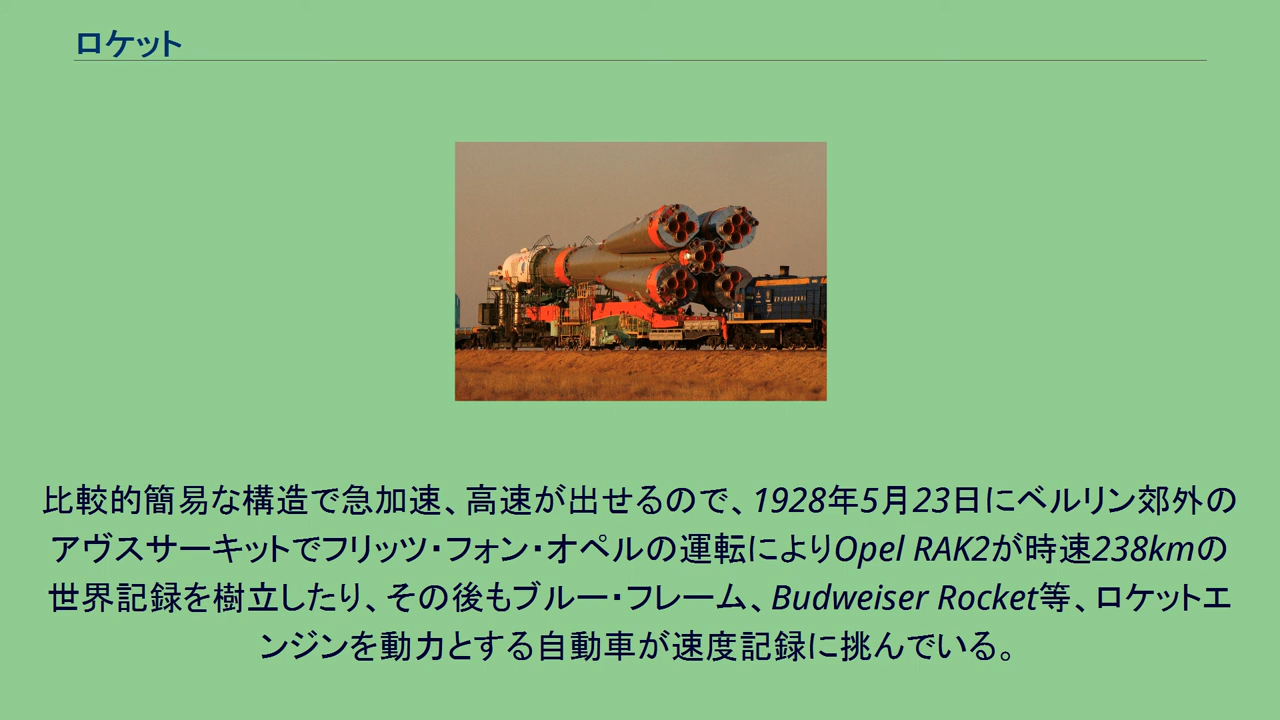 ロケット
比較的簡易な構造で急加速、高速が出せるので、1928年5月23日にベルリン郊外の
アヴスサーキットでフリッツ・フォン・オペルの運転によりOpel RAK2が時速238kmの
世界記録を樹立したり、その後もブルー・フレーム、Budweiser Rocket等、ロケットエ
ンジンを動力とする自動車が速度記録に挑んでいる。